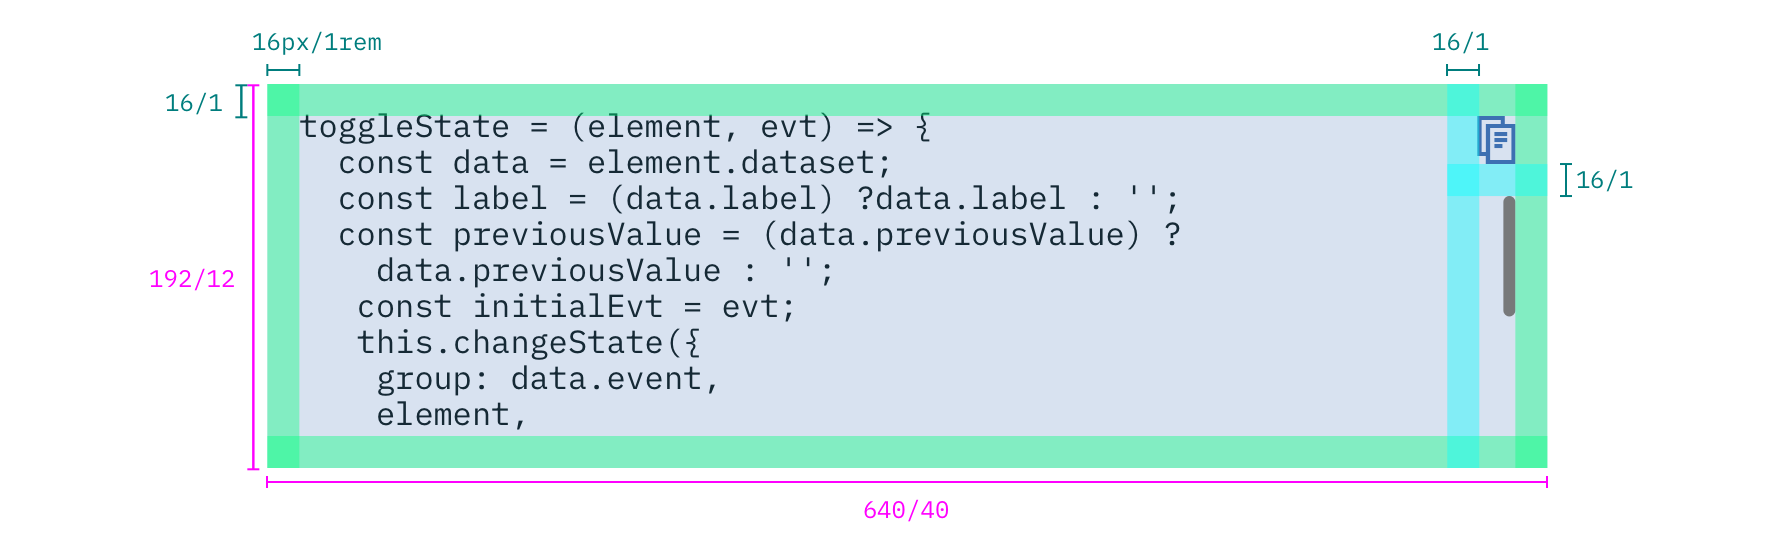 16px/1rem
16/1
16/1
toggleState = (element, evt) => {
const data = element.dataset;
const label = (data.label) ?data.label : '';
16/1
const previousValue = (data.previousValue) ?
data.previousValue : '';
192/12
const initialEvt = evt;
this.changeState({
group: data.event,
element,
640/40